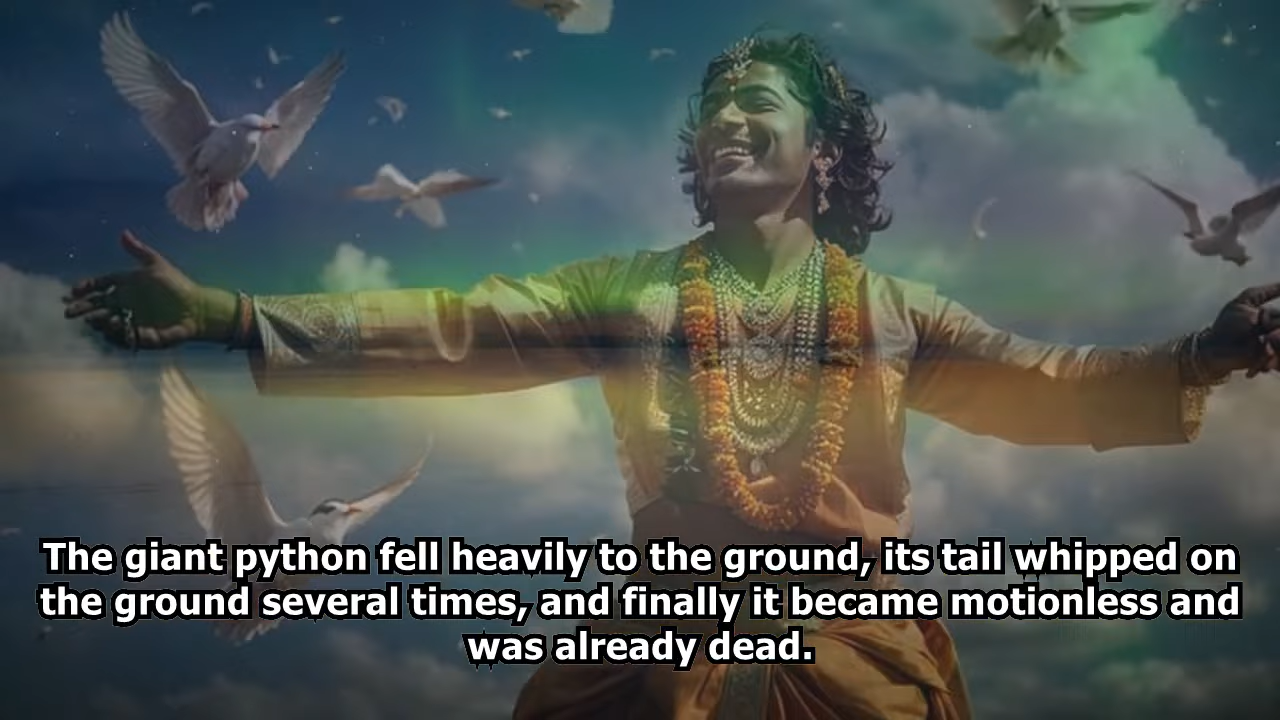 The giant python fell heavily to the ground, its tail whipped on
the ground several times, and finally it became motionless and
was already dead.